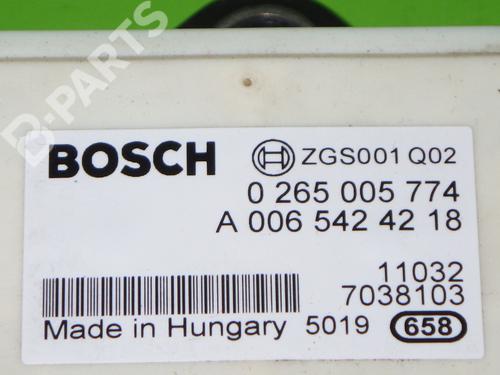 B-PARTS
BOSCH ZGS001 Q02
0 265 005 774
A 006 542 42 18
11032
7038103
Made in Hungary 5019 658